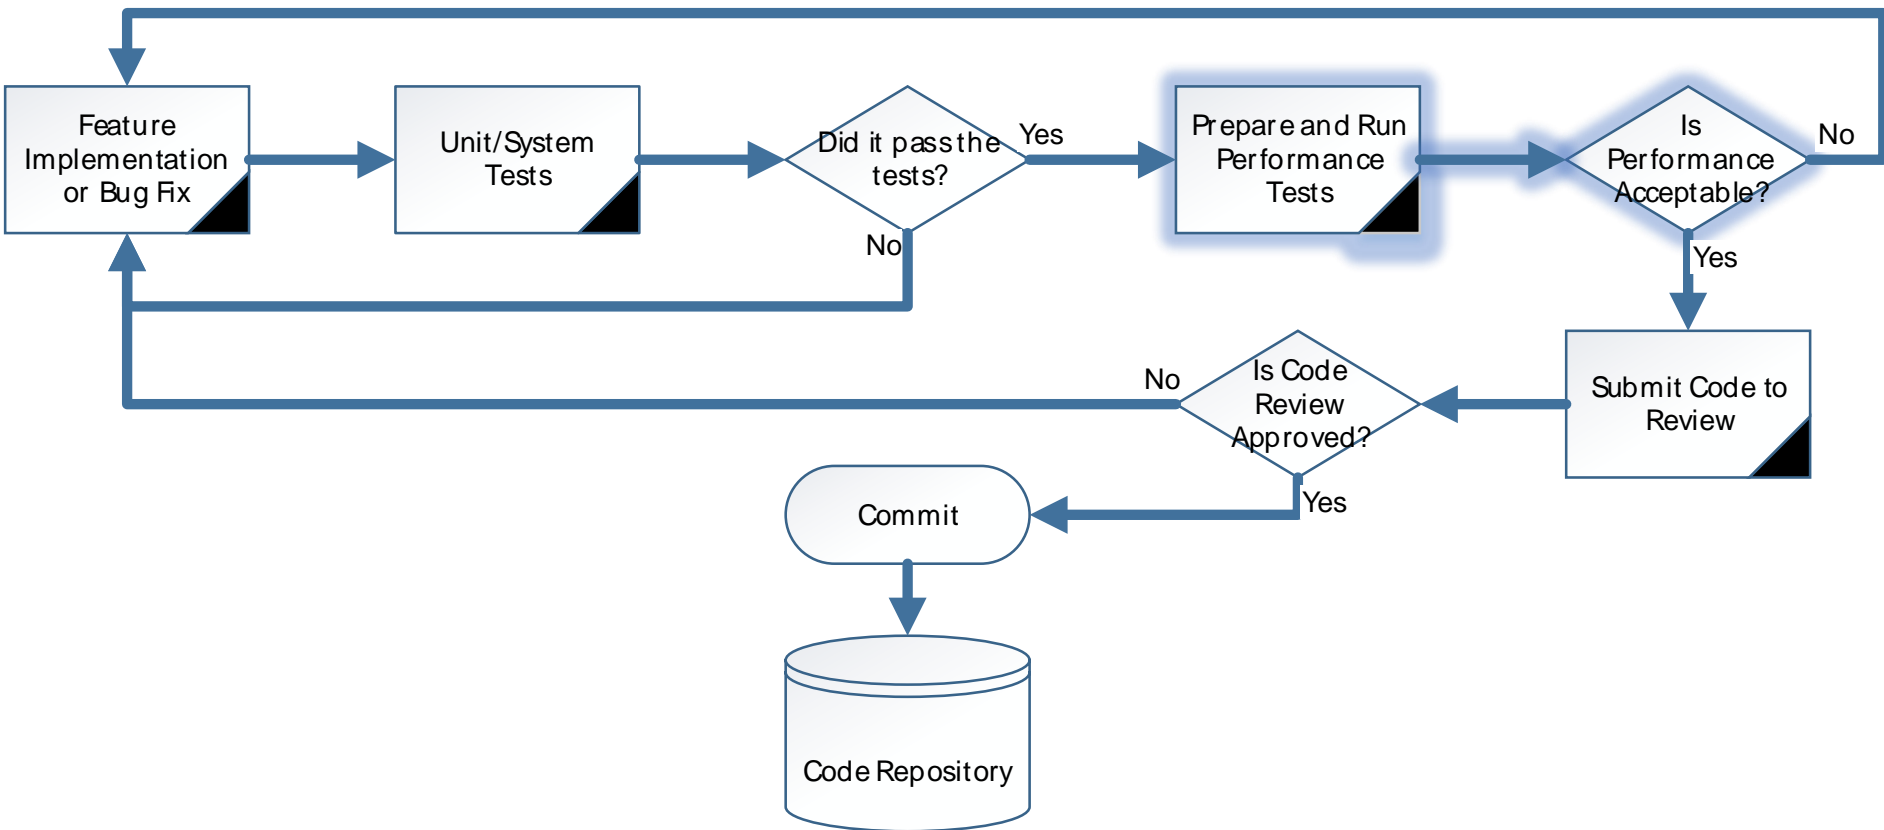 Feature
Implementation
or Bug Fix
Unit/System
Tests
Did it pass the
tests?
Yes
No
Prepare and Run
Performance
Tests
Is
Performance
Acceptable?
No
Yes
Submit Code to
Review
Is Code
Review
Approved?
No
Yes
Commit
Code Repository